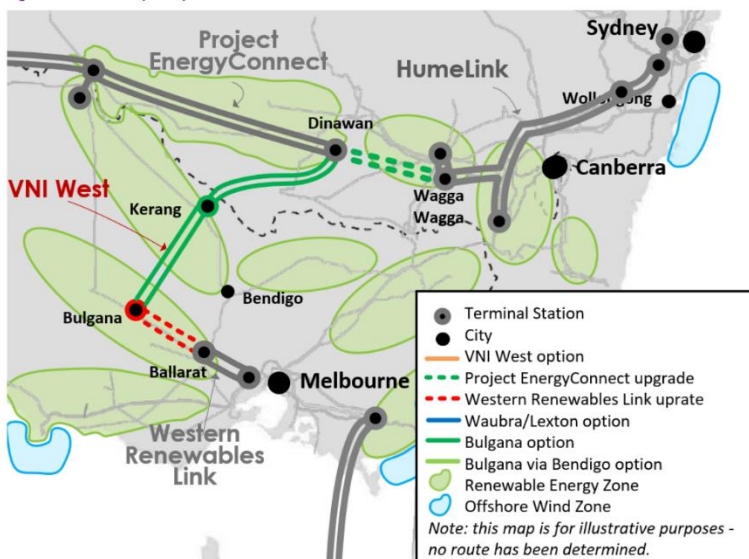 Sydney
Project
EnergyConnect
HumeLink
Dinawan
Canberra
Wagga
Wagga
VNI West
Kerang
Bendigo
Bulgana
Ballarat
Melbourne
Western
Renewables
Link
Terminal Station
City
VNI West option
Project EnergyConnect upgrade
Western Renewables Link uprate
Waubra/Lexton option
Bulgana option
Bulgana via Bendigo option
Renewable Energy Zone
Offshore Wind Zone
Note: this map is for illustrative purposes -
no route has been determined.